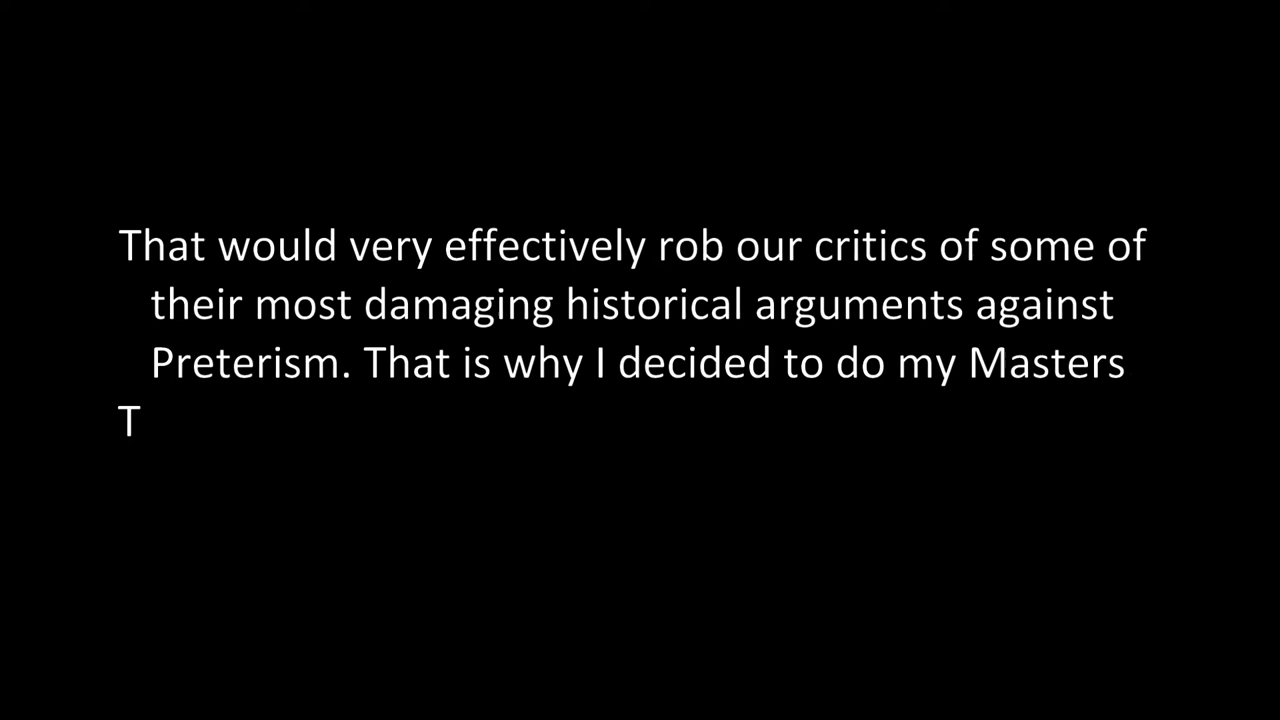 That would very effectively rob our critics of some of
their most damaging historical arguments against
Preterism. That is why I decided to do my Masters
T